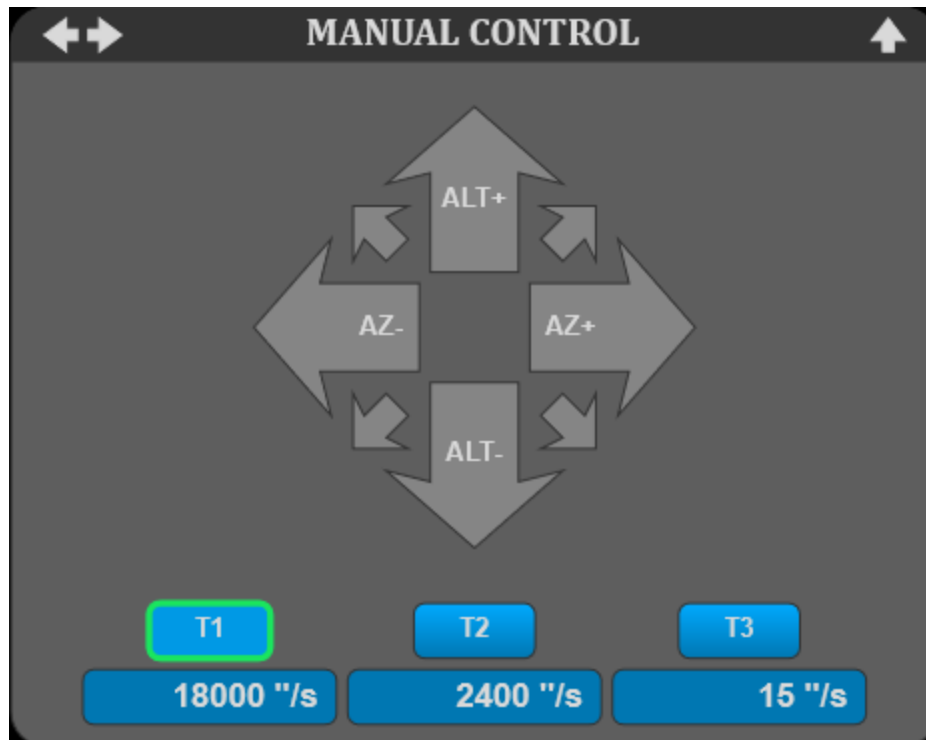 MANUAL CONTROL
ALT+
AZ- AZ+
ALT-
T1 T2 T3
18000 "/s 2400 "/s 15 "/s